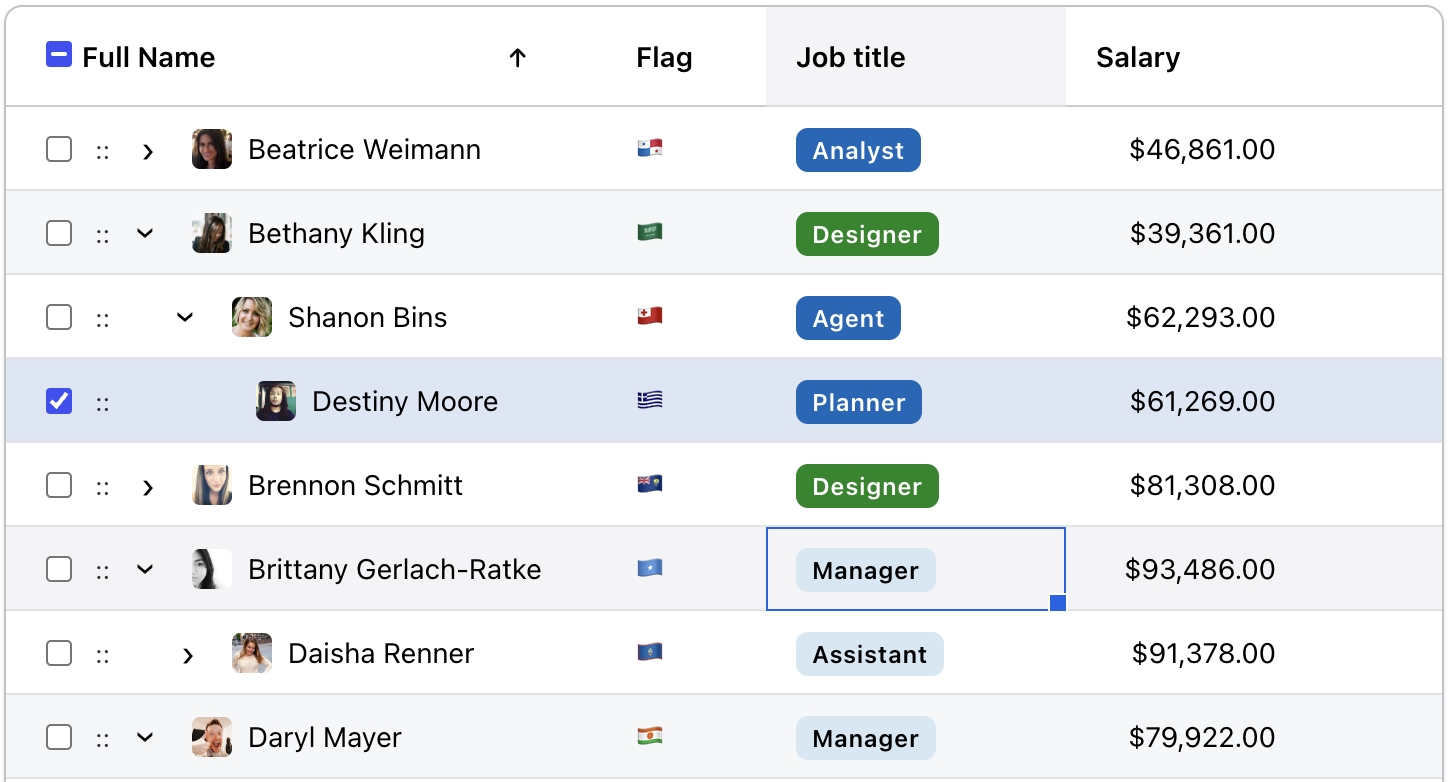 Full Name Flag Job title Salary
Beatrice Weimann Analyst $46,861.00
Bethany Kling Designer $39,361.00
Shanon Bins Agent $62,293.00
Destiny Moore Planner $61,269.00
Brennon Schmitt Designer $81,308.00
Brittany Gerlach-Ratke Manager $93,486.00
Daisha Renner Assistant $91,378.00
Daryl Mayer Manager $79,922.00